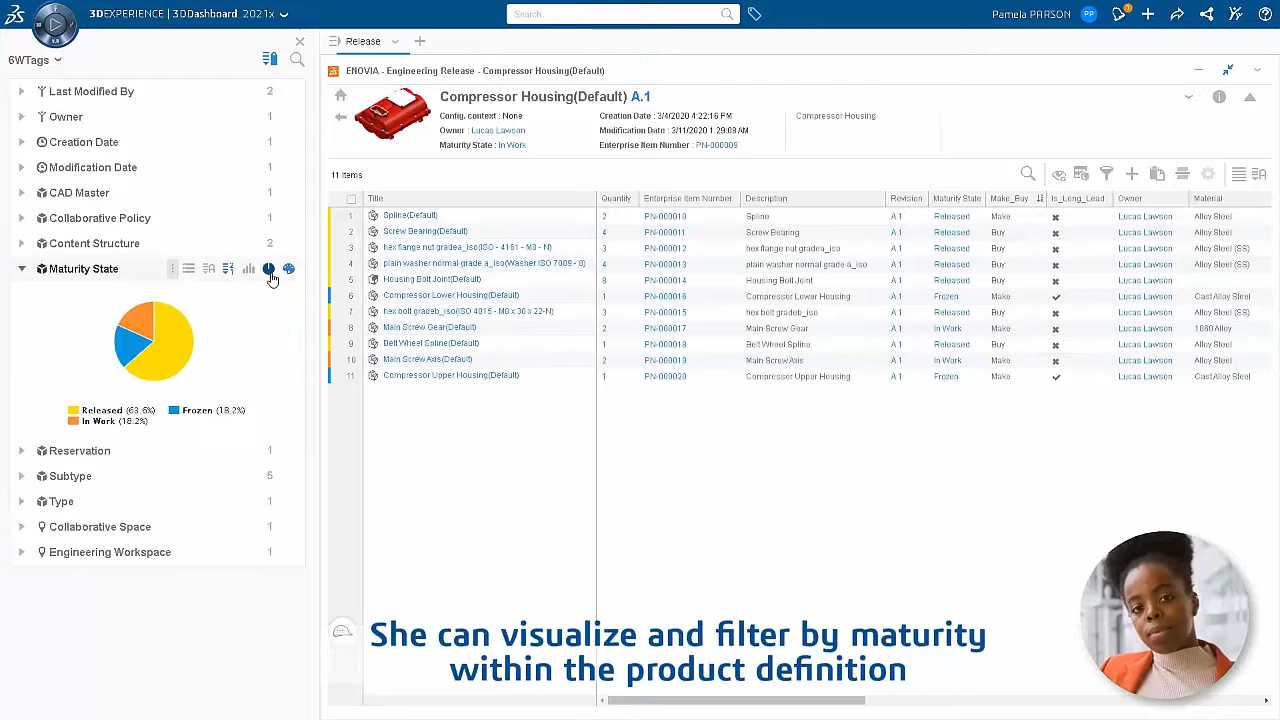 3DEXPERIENCE | 3DDashboard 2021x
Search
Pamela PARSON PP 1
6WTags
Last Modified By 2
Owner 1
Creation Date 1
Modification Date 1
CAD Master 1
Collaborative Policy 1
Content Structure 2
Maturity State
Released (63.6%) Frozen (18.2%)
In Work (18.2%)
Reservation 1
Subtype 5
Type 1
Collaborative Space 1
Engineering Workspace 1
Release
ENOVIA - Engineering Release - Compressor Housing(Default)
Compressor Housing(Default) A.1
Config. context : None Creation Date : 3/4/2020 4:22:16 PM Compressor Housing
Owner : Lucas Lawson Modification Date : 3/11/2020 1:29:08 AM
Maturity State : In Work Enterprise Item Number : PN-000009
11 Items
Title Quantity Enterprise Item Number Description Revision Maturity State Make_Buy Is_Long_Lead Owner Material
1 Spline(Default) 2 PN-000010 Spline A 1 Released Make Lucas Lawson Alloy Steel
2 Screw Bearing(Default) 4 PN-000011 Screw Bearing A 1 Released Buy Lucas Lawson Alloy Steel
3 hex flange nut gradea_iso(ISO - 4161 - M8 - N) 3 PN-000012 hex flange nut gradea_iso A 1 Released Buy Lucas Lawson Alloy Steel (SS)
4 plain washer normal grade a_iso(Washer ISO 7089 - 8) 4 PN-000013 plain washer normal grade a_iso A 1 Released Buy Lucas Lawson Alloy Steel (SS)
5 Housing Bolt Joint(Default) 8 PN-000014 Housing Bolt Joint A 1 Released Buy Lucas Lawson
6 Compressor Lower Housing(Default) 1 PN-000016 Compressor Lower Housing A 1 Frozen Make Lucas Lawson Cast Alloy Steel
7 hex bolt gradeb_iso(ISO 4015 - M8 x 30 x 22-N) 3 PN-000015 hex bolt gradeb_iso A 1 Released Buy Lucas Lawson Alloy Steel (SS)
8 Main Screw Gear(Default) 2 PN-000017 Main Screw Gear A 1 In Work Make Lucas Lawson 1060 Alloy
9 Belt Wheel Spline(Default) 1 PN-000018 Belt Wheel Spline A 1 Released Buy Lucas Lawson Alloy Steel
10 Main Screw Axis(Default) 2 PN-000019 Main Screw Axis A 1 In Work Make Lucas Lawson Alloy Steel
11 Compressor Upper Housing(Default) 1 PN-000020 Compressor Upper Housing A 1 Frozen Make Lucas Lawson Cast Alloy Steel
She can visualize and filter by maturity
within the product definition